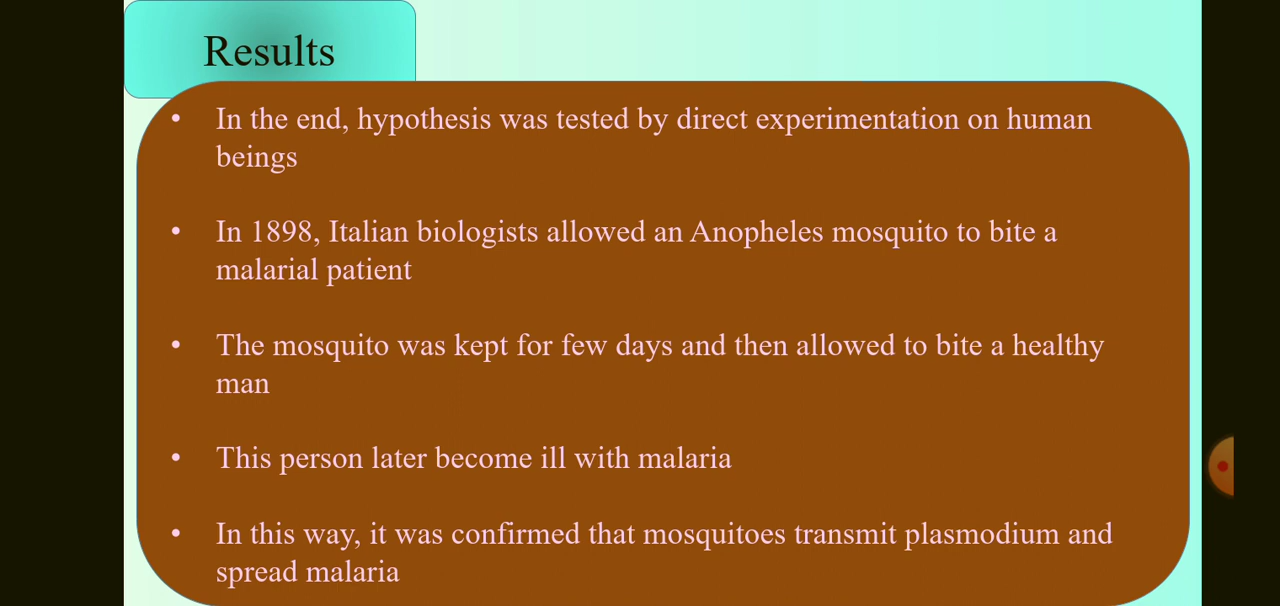 Results
• In the end, hypothesis was tested by direct experimentation on human
beings
• In 1898, Italian biologists allowed an Anopheles mosquito to bite a
malarial patient
• The mosquito was kept for few days and then allowed to bite a healthy
man
• This person later become ill with malaria
• In this way, it was confirmed that mosquitoes transmit plasmodium and
spread malaria